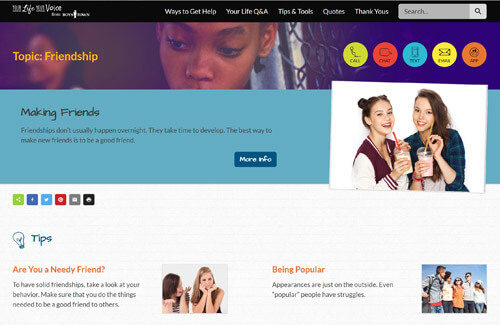 YOUR Life YOUR Voice
FROM BOYS TOWN
Ways to Get Help Your Life Q&A Tips & Tools Quotes Thank Yous Search...
Topic: Friendship
CALL CHAT TEXT EMAIL APP
Making Friends
Friendships don't usually happen overnight. They take time to develop. The best way to
make new friends is to be a good friend.
More Info
Tips
Are You a Needy Friend?
To have solid friendships, take a look at your
behavior. Make sure that you do the things
needed to be a good friend to others.
Being Popular
Appearances are just on the outside. Even
"popular" people have struggles.